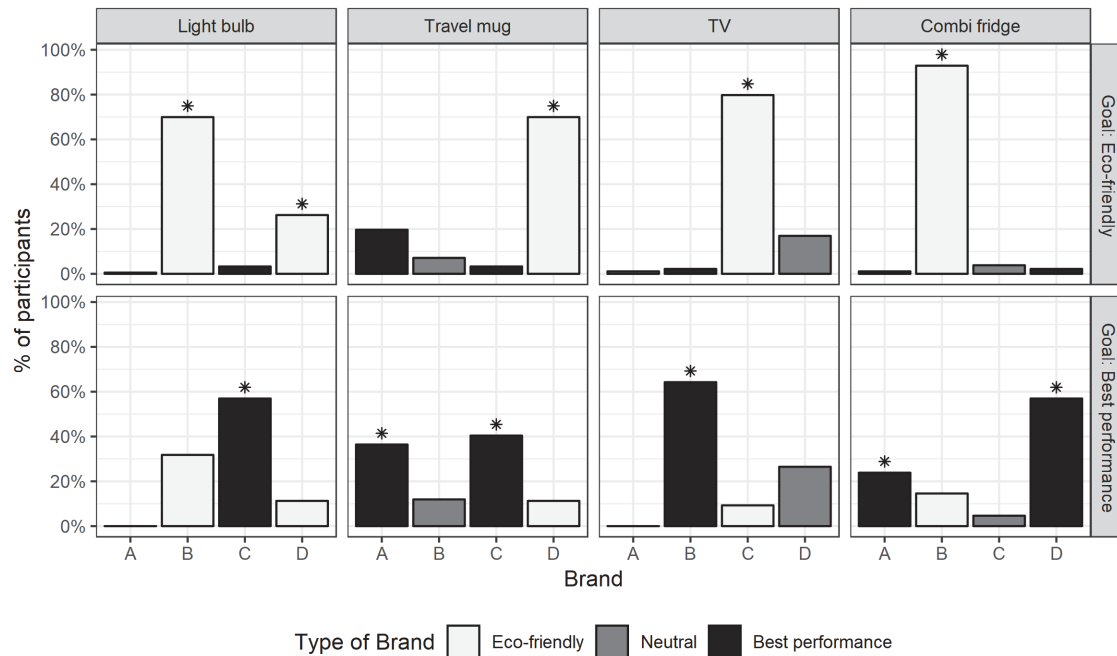 Light bulb Travel mug TV Combi fridge
100%
80%
60%
40%
20%
0%
* * * * *
Goal: Eco-friendly
100%
80%
60%
40%
20%
0%
* * * * * *
Goal: Best performance
% of participants
A B C D A B C D A B C D A B C D
Brand
Type of Brand Eco-friendly Neutral Best performance